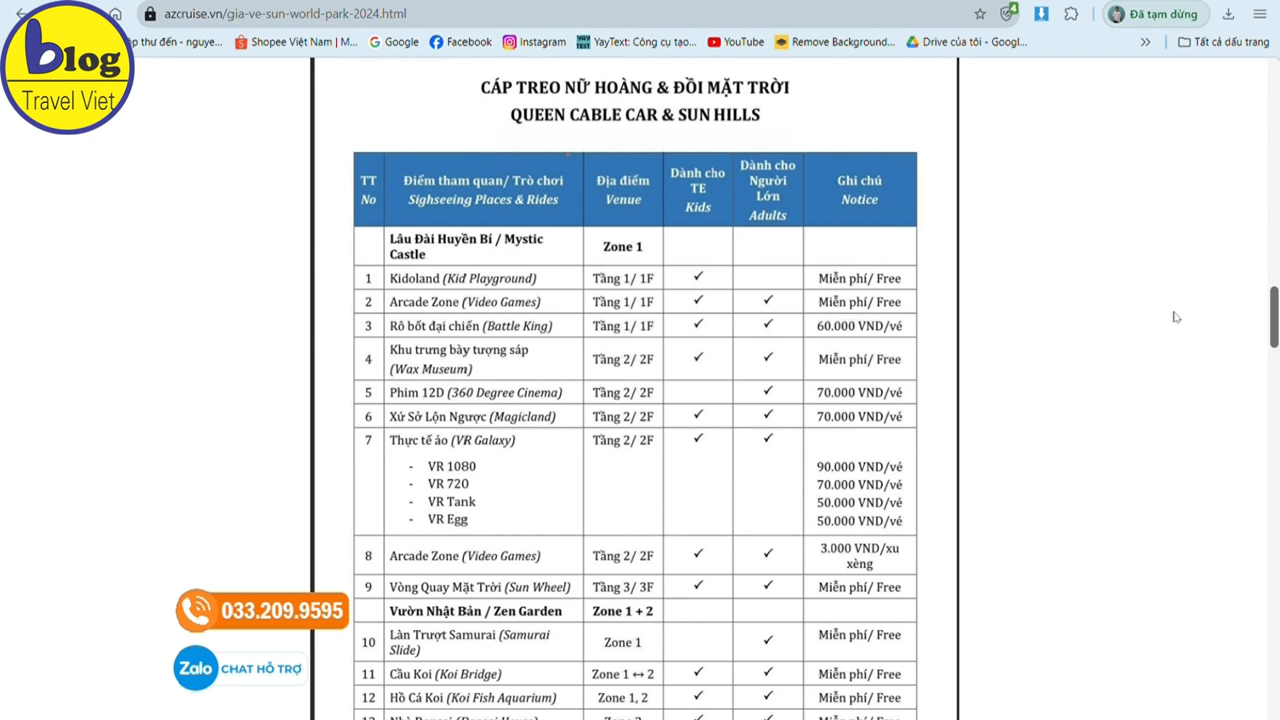 azcruise.vn/gia-ve-sun-world-park-2024.html
4
Đã tạm dừng
ập thư đến - nguye...
Shopee Việt Nam | M...
Google
Facebook
Instagram
YayText: Công cụ tạo...
YouTube
Remove Background...
Drive của tôi - Googl...
Tất cả dấu trang
blog
Travel Viet
CÁP TREO NỮ HOÀNG & ĐỒI MẶT TRỜI
QUEEN CABLE CAR & SUN HILLS
TT No Điểm tham quan/ Trò chơi Sighseeing Places & Rides Địa điểm Venue Dành cho TE Kids Dành cho Người Lớn Adults Ghi chú Notice
Lâu Đài Huyền Bí / Mystic Castle Zone 1
1 Kidoland (Kid Playground) Tầng 1/ 1F ✓ Miễn phí/ Free
2 Arcade Zone (Video Games) Tầng 1/ 1F ✓ ✓ Miễn phí/ Free
3 Rô bốt đại chiến (Battle King) Tầng 1/ 1F ✓ ✓ 60.000 VND/vé
4 Khu trưng bày tượng sáp (Wax Museum) Tầng 2/ 2F ✓ ✓ Miễn phí/ Free
5 Phim 12D (360 Degree Cinema) Tầng 2/ 2F ✓ 70.000 VND/vé
6 Xứ Sở Lộn Ngược (Magicland) Tầng 2/ 2F ✓ ✓ 70.000 VND/vé
7 Thực tế ảo (VR Galaxy) Tầng 2/ 2F ✓ ✓
- VR 1080 90.000 VND/vé
- VR 720 70.000 VND/vé
- VR Tank 50.000 VND/vé
- VR Egg 50.000 VND/vé
8 Arcade Zone (Video Games) Tầng 2/ 2F ✓ ✓ 3.000 VND/xu xèng
9 Vòng Quay Mặt Trời (Sun Wheel) Tầng 3/ 3F ✓ ✓ Miễn phí/ Free
Vườn Nhật Bản / Zen Garden Zone 1 + 2
10 Làn Trượt Samurai (Samurai Slide) Zone 1 ✓ Miễn phí/ Free
11 Cầu Koi (Koi Bridge) Zone 1 ↔ 2 ✓ ✓ Miễn phí/ Free
12 Hồ Cá Koi (Koi Fish Aquarium) Zone 1, 2 ✓ ✓ Miễn phí/ Free
033.209.9595
Zalo
CHAT HỖ TRỢ